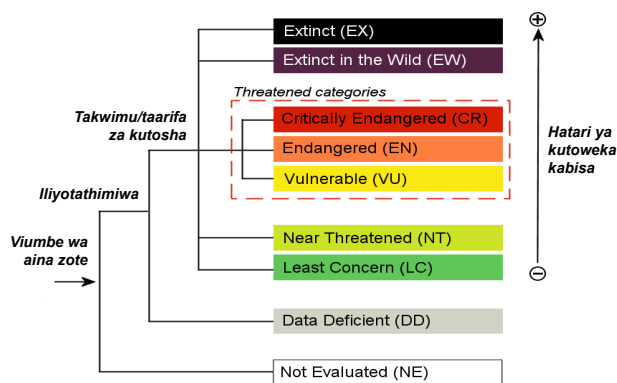 Extinct (EX)
Extinct in the Wild (EW)
Threatened categories
Takwimu/taarifa
za kutosha
Critically Endangered (CR)
Endangered (EN)
Vulnerable (VU)
Hatari ya
kutoweka
kabisa
Iliyotathimiwa
Viumbe wa
aina zote
Near Threatened (NT)
Least Concern (LC)
Data Deficient (DD)
Not Evaluated (NE)